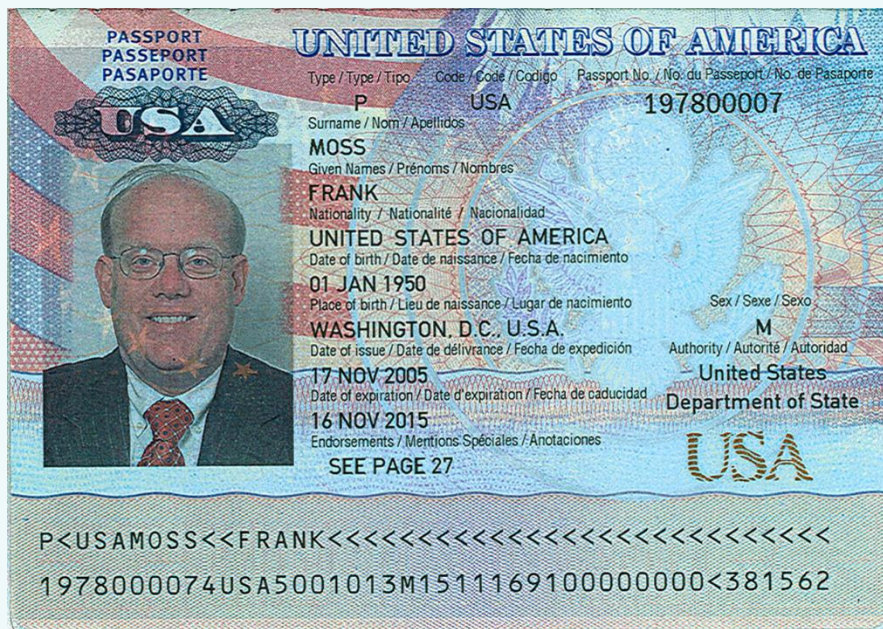 PASSPORT
PASSEPORT
PASAPORTE
USA
UNITED STATES OF AMERICA
Type / Type / Tipo Code / Code / Codigo Passport No. / No. du Passeport / No. de Pasaporte
P USA 197800007
Surname / Nom / Apellidos
MOSS
Given Names / Prénoms / Nombres
FRANK
Nationality / Nationalité / Nacionalidad
UNITED STATES OF AMERICA
Date of birth / Date de naissance / Fecha de nacimiento
01 JAN 1950
Place of birth / Lieu de naissance / Lugar de nacimiento Sex / Sexe / Sexo
WASHINGTON, D.C., U.S.A. M
Date of issue / Date de délivrance / Fecha de expedición Authority / Autorité / Autoridad
17 NOV 2005 United States
Date of expiration / Date d'expiration / Fecha de caducidad Department of State
16 NOV 2015
Endorsements / Mentions Spéciales / Anotaciones
SEE PAGE 27 USA
P<USAMOSS<<FRANK<<<<<<<<<<<<<<<<<<<<<<<<<<<<
1978000074USA5001013M1511169100000000<381562